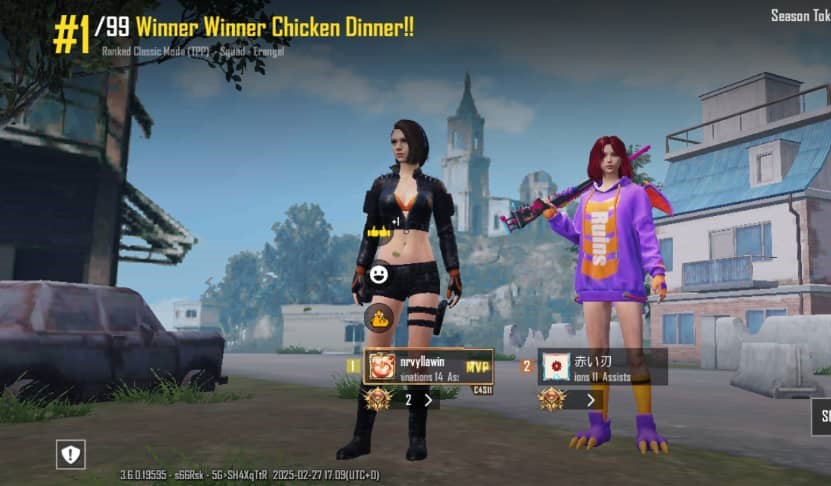 #1/99 Winner Winner Chicken Dinner!!
Season Tok
Ranked Classic Mode (TPP) - Squad - Erangel
Ruins
+1
1 nrvyllawin MVP
inations 14 Ass
C4S11
2
2 赤い刃
ions 11 Assists
3.6.0.19595 - s66Rsk - 5G>SH4XqTtR 2025-02-27 17:09(UTC+0)